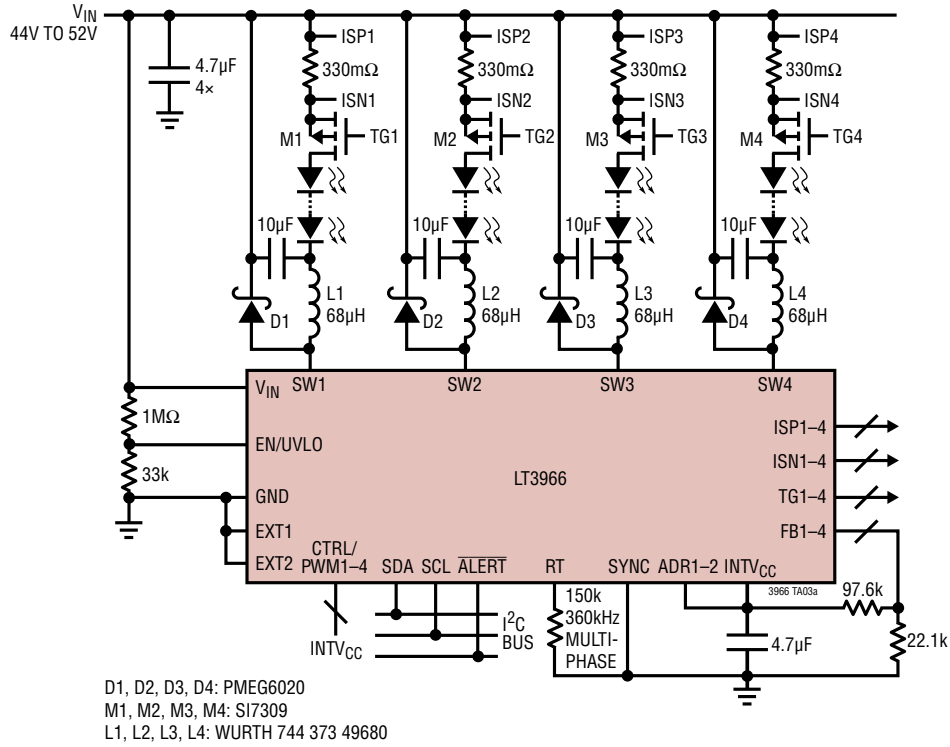 VIN
44V TO 52V
4.7µF
4×
ISP1
330mΩ
ISN1
M1
TG1
10µF
D1
L1
68µH
ISP2
330mΩ
ISN2
M2
TG2
10µF
D2
L2
68µH
ISP3
330mΩ
ISN3
M3
TG3
10µF
D3
L3
68µH
ISP4
330mΩ
ISN4
M4
TG4
10µF
D4
L4
68µH
VIN
SW1
SW2
SW3
SW4
1MΩ
EN/UVLO
33k
GND
EXT1
EXT2
LT3966
ISP1–4
ISN1–4
TG1–4
FB1–4
CTRL/
PWM1–4
SDA
SCL
ALERT
RT
SYNC
ADR1–2
INTVCC
3966 TA03a
INTVCC
I2C
BUS
150k
360kHz
MULTI-
PHASE
97.6k
4.7µF
22.1k
D1, D2, D3, D4: PMEG6020
M1, M2, M3, M4: SI7309
L1, L2, L3, L4: WURTH 744 373 49680